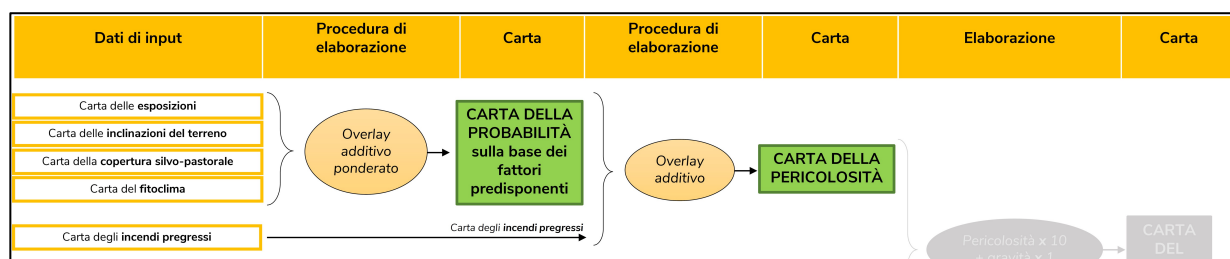 Dati di input
Procedura di
elaborazione
Carta
Procedura di
elaborazione
Carta
Elaborazione
Carta
Carta delle esposizioni
Carta delle inclinazioni del terreno
Carta della copertura silvo-pastorale
Carta del fitoclima
Overlay
additivo
ponderato
CARTA DELLA
PROBABILITÀ
sulla base dei
fattori
predisponenti
Overlay
additivo
CARTA DELLA
PERICOLOSITÀ
Carta degli incendi pregressi
Carta degli incendi pregressi
Pericolosità x 10
+ gravità x 1
CARTA
DEL